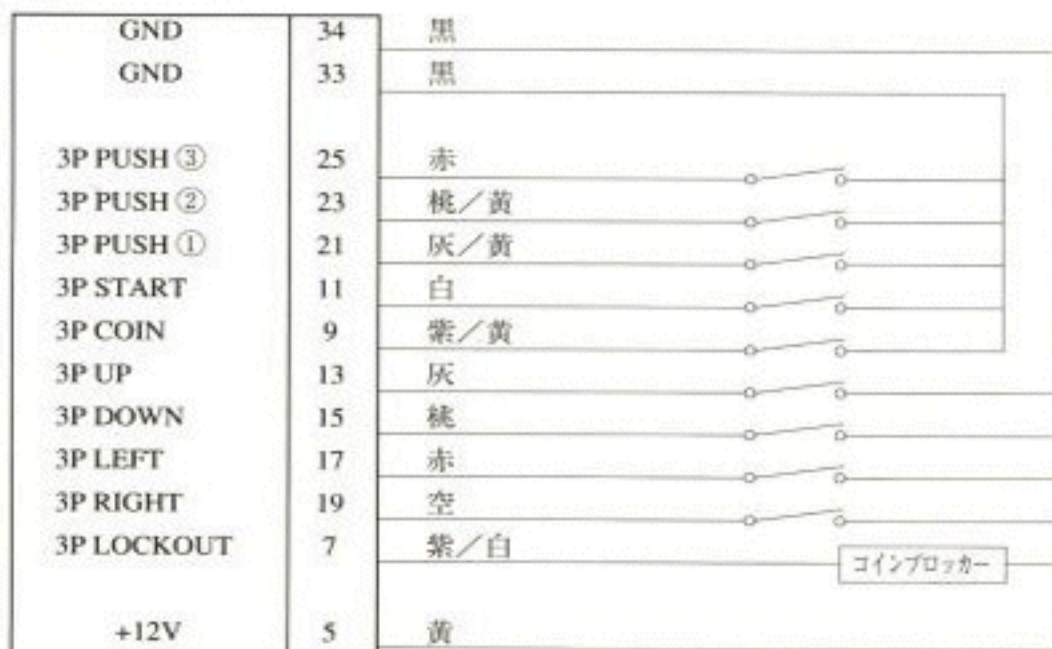 GND 34 黒
GND 33 黒
3P PUSH ③ 25 赤
3P PUSH ② 23 桃／黄
3P PUSH ① 21 灰／黄
3P START 11 白
3P COIN 9 紫／黄
3P UP 13 灰
3P DOWN 15 桃
3P LEFT 17 赤
3P RIGHT 19 空
3P LOCKOUT 7 紫／白
コインブロッカー
+12V 5 黄